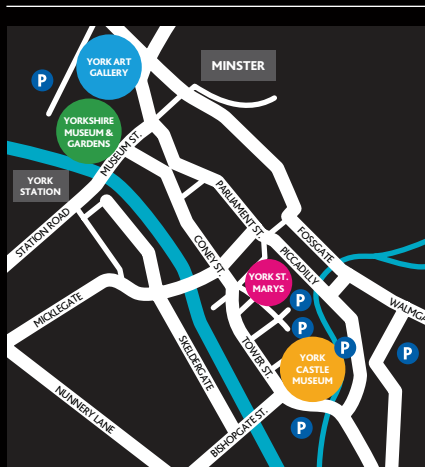 YORK ART
GALLERY
MINSTER
P
YORKSHIRE
MUSEUM &
GARDENS
MUSEUM ST.
YORK
STATION
STATION ROAD
PARLIAMENT ST.
CONEY ST.
FOSSGATE
PICCADILLY
YORK ST.
MARYS
P
WALMGA
MICKLEGATE
P
SKELDERGATE
TOWER ST.
P
P
YORK
CASTLE
MUSEUM
NUNNERY LANE
BISHOPGATE ST.
P